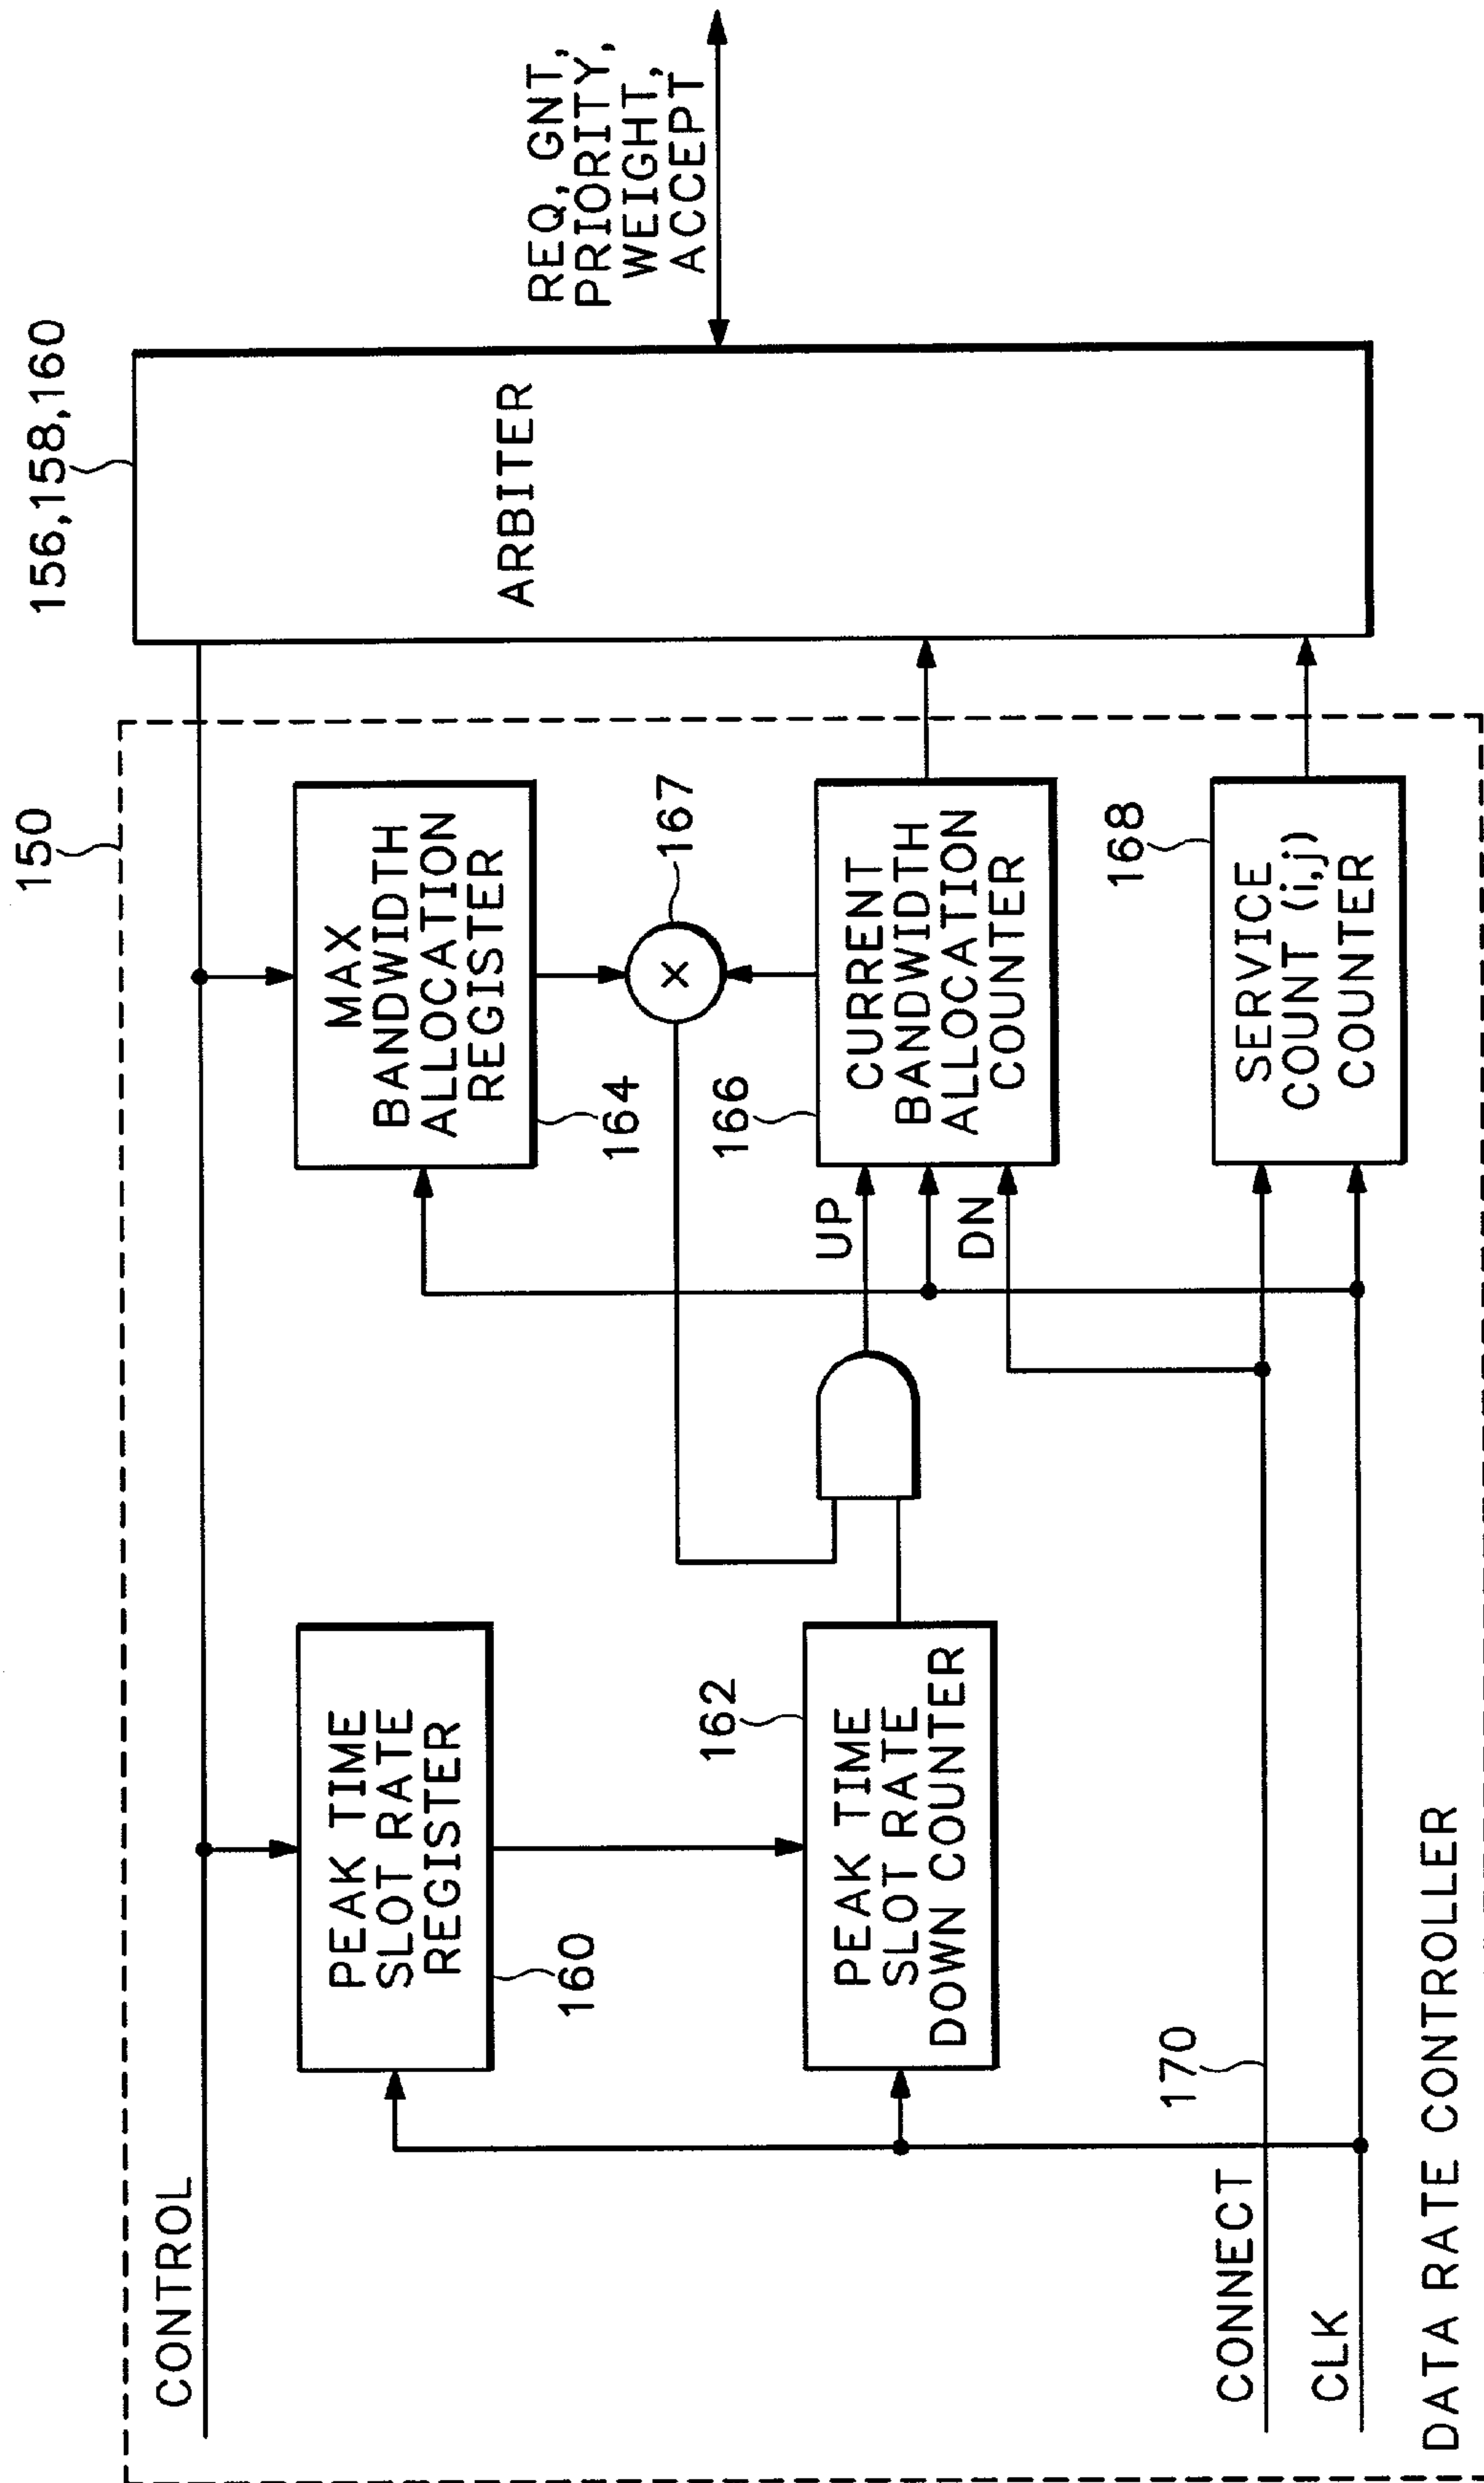 150
156,158,160
CONTROL
PEAK TIME
SLOT RATE
REGISTER
160
MAX
BANDWIDTH
ALLOCATION
REGISTER
164
167
X
ARBITER
REQ, GNT,
PRIORITY,
WEIGHT,
ACCEPT
162
PEAK TIME
SLOT RATE
DOWN COUNTER
UP
DN
166
CURRENT
BANDWIDTH
ALLOCATION
COUNTER
168
SERVICE
COUNT (i,j)
COUNTER
170
CONNECT
CLK
DATA RATE CONTROLLER